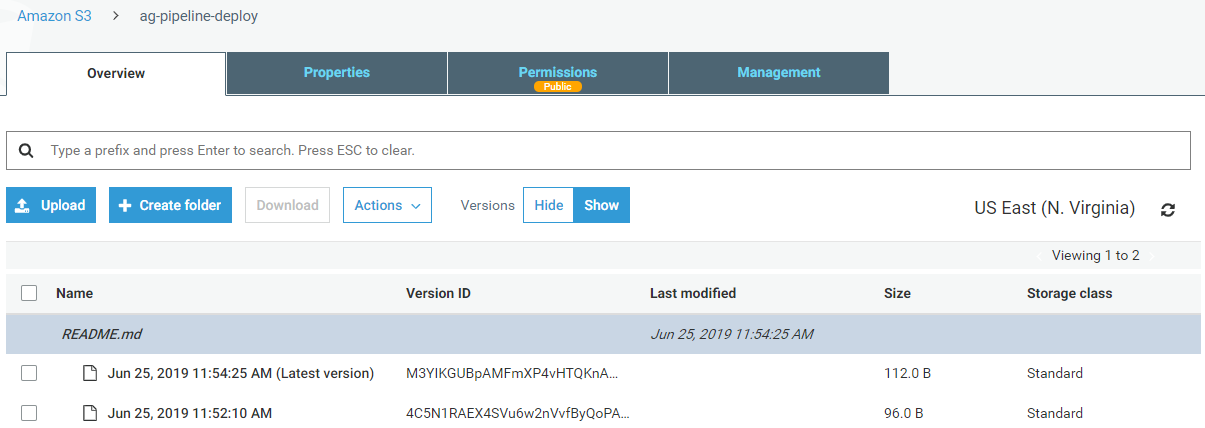 Amazon S3 > ag-pipeline-deploy
Overview Properties Permissions Management
Public
Type a prefix and press Enter to search. Press ESC to clear.
Upload Create folder Download Actions Versions Hide Show US East (N. Virginia)
Viewing 1 to 2
Name Version ID Last modified Size Storage class
README.md Jun 25, 2019 11:54:25 AM
Jun 25, 2019 11:54:25 AM (Latest version) M3YIKGUBpAMFmXP4vHTQKnA... 112.0 B Standard
Jun 25, 2019 11:52:10 AM 4C5N1RAEX4SVu6w2nVvfByQoPA... 96.0 B Standard